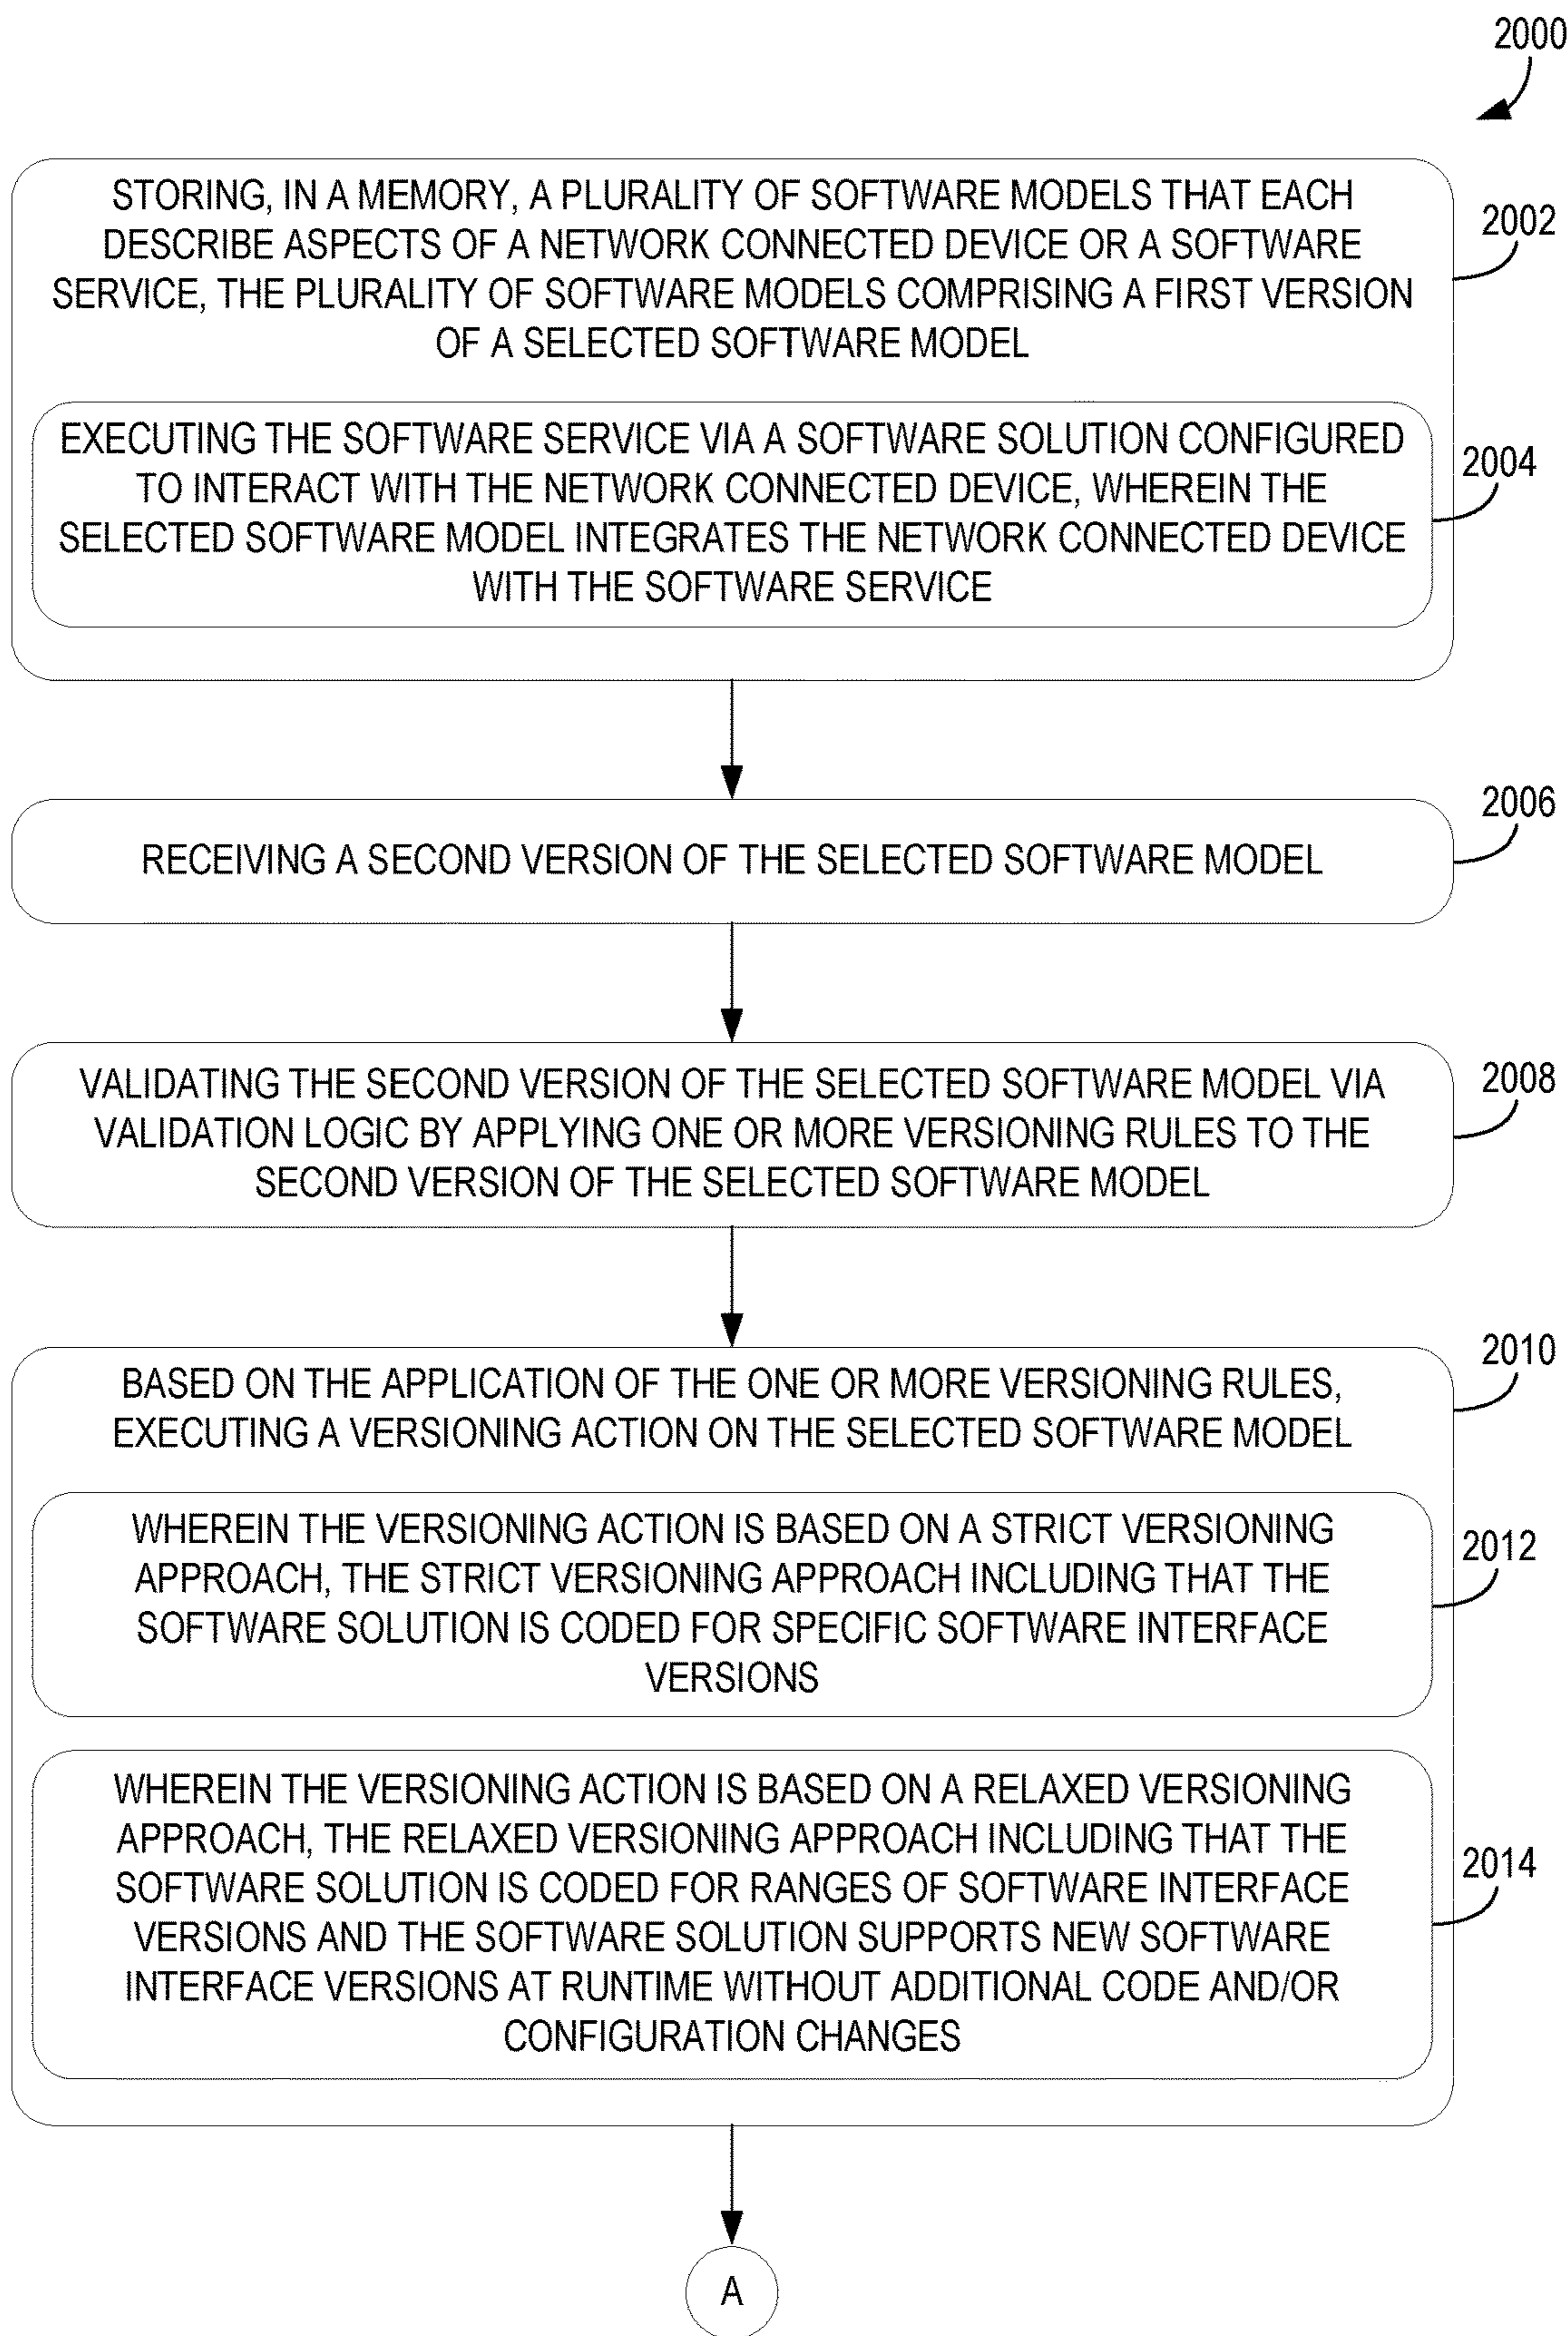 2000
STORING, IN A MEMORY, A PLURALITY OF SOFTWARE MODELS THAT EACH
DESCRIBE ASPECTS OF A NETWORK CONNECTED DEVICE OR A SOFTWARE
SERVICE, THE PLURALITY OF SOFTWARE MODELS COMPRISING A FIRST VERSION
OF A SELECTED SOFTWARE MODEL
2002
EXECUTING THE SOFTWARE SERVICE VIA A SOFTWARE SOLUTION CONFIGURED
TO INTERACT WITH THE NETWORK CONNECTED DEVICE, WHEREIN THE
SELECTED SOFTWARE MODEL INTEGRATES THE NETWORK CONNECTED DEVICE
WITH THE SOFTWARE SERVICE
2004
RECEIVING A SECOND VERSION OF THE SELECTED SOFTWARE MODEL
2006
VALIDATING THE SECOND VERSION OF THE SELECTED SOFTWARE MODEL VIA
VALIDATION LOGIC BY APPLYING ONE OR MORE VERSIONING RULES TO THE
SECOND VERSION OF THE SELECTED SOFTWARE MODEL
2008
BASED ON THE APPLICATION OF THE ONE OR MORE VERSIONING RULES,
EXECUTING A VERSIONING ACTION ON THE SELECTED SOFTWARE MODEL
2010
WHEREIN THE VERSIONING ACTION IS BASED ON A STRICT VERSIONING
APPROACH, THE STRICT VERSIONING APPROACH INCLUDING THAT THE
SOFTWARE SOLUTION IS CODED FOR SPECIFIC SOFTWARE INTERFACE
VERSIONS
2012
WHEREIN THE VERSIONING ACTION IS BASED ON A RELAXED VERSIONING
APPROACH, THE RELAXED VERSIONING APPROACH INCLUDING THAT THE
SOFTWARE SOLUTION IS CODED FOR RANGES OF SOFTWARE INTERFACE
VERSIONS AND THE SOFTWARE SOLUTION SUPPORTS NEW SOFTWARE
INTERFACE VERSIONS AT RUNTIME WITHOUT ADDITIONAL CODE AND/OR
CONFIGURATION CHANGES
2014
A